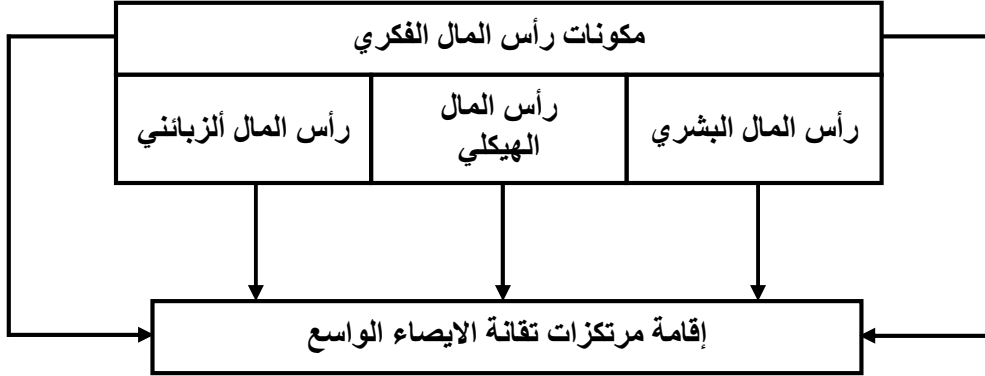 مكونات رأس المال الفكري
رأس المال البشري
رأس المال
الهيكلي
رأس المال ألزبائني
إقامة مرتكزات تقانة الايصاء الواسع